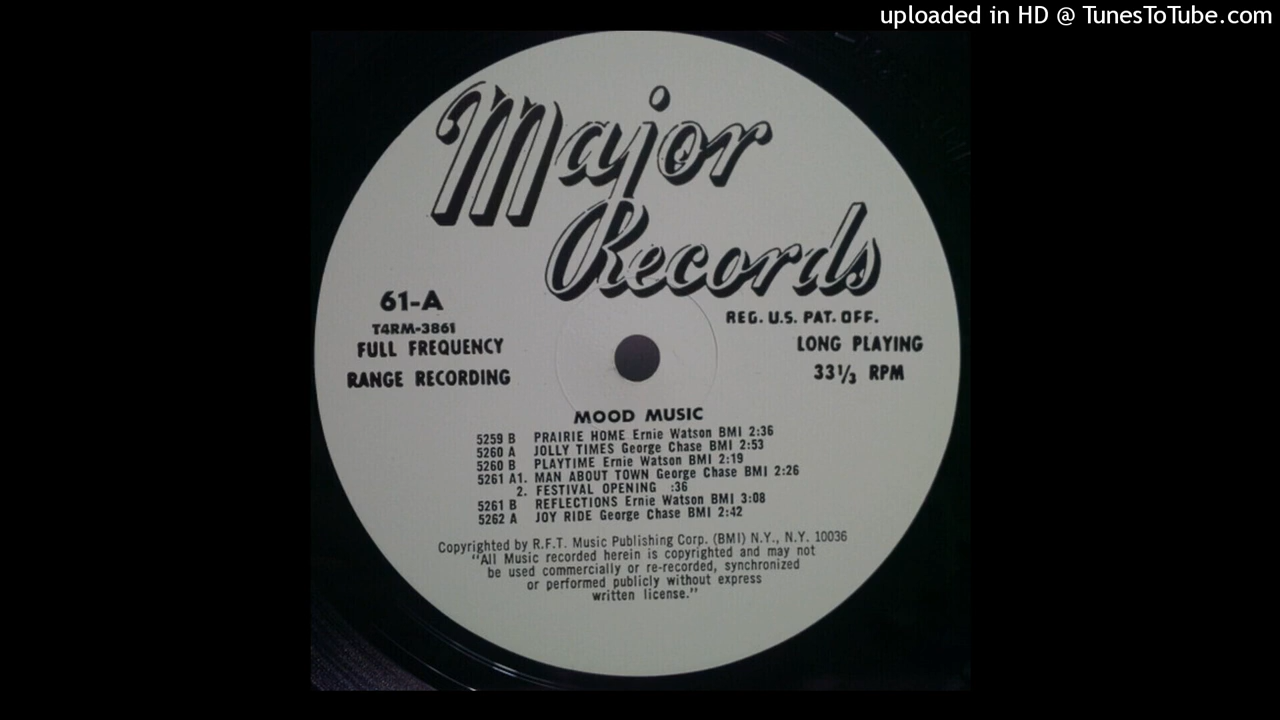 uploaded in HD @ TunesToTube.com
Major
Records
REG. U.S. PAT. OFF.
61-A
T4RM-3861
FULL FREQUENCY
RANGE RECORDING
LONG PLAYING
33 1/3 RPM
MOOD MUSIC
5259 B PRAIRIE HOME Ernie Watson BMI 2:36
5260 A JOLLY TIMES George Chase BMI 2:53
5260 B PLAYTIME Ernie Watson BMI 2:19
5261 A1. MAN ABOUT TOWN George Chase BMI 2:26
2. FESTIVAL OPENING :36
5261 B REFLECTIONS Ernie Watson BMI 3:08
5262 A JOY RIDE George Chase BMI 2:42
Copyrighted by R.F.T. Music Publishing Corp. (BMI) N.Y., N.Y. 10036
"All Music recorded herein is copyrighted and may not
be used commercially or re-recorded, synchronized
or performed publicly without express
written license."